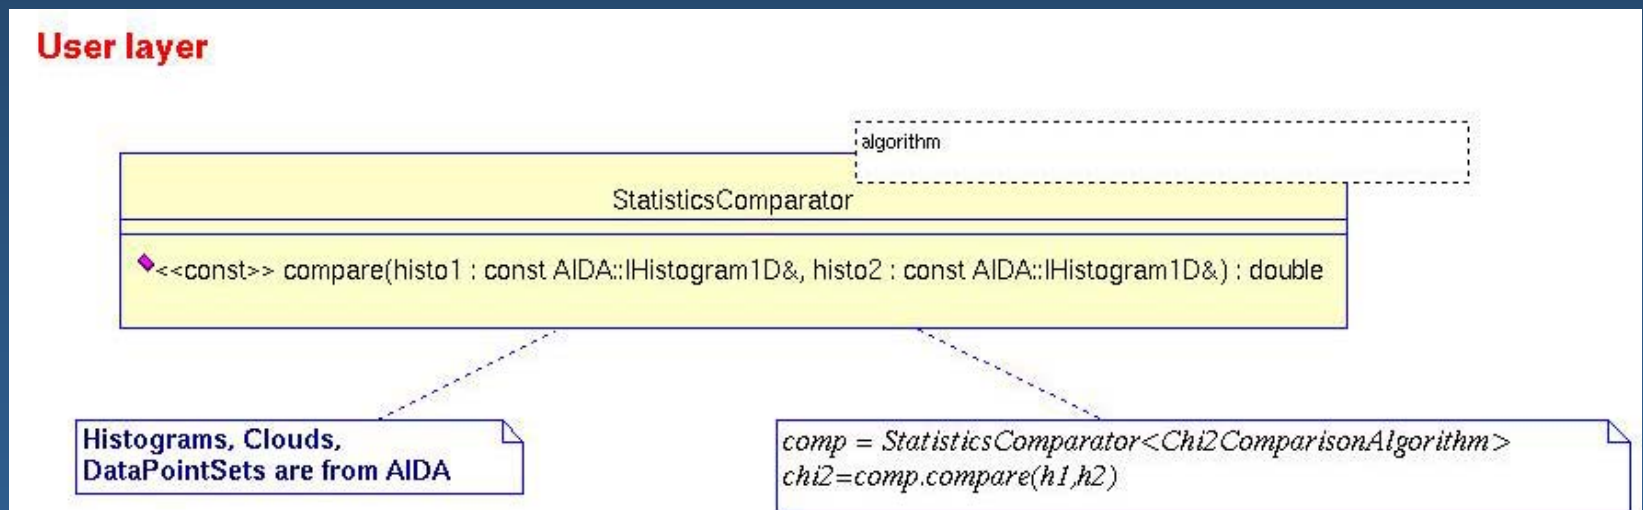 User layer
algorithm
StatisticsComparator
<<const>> compare(histo1 : const AIDA::IHistogram1D&, histo2 : const AIDA::IHistogram1D&) : double
Histograms, Clouds,
DataPointSets are from AIDA
comp = StatisticsComparator<Chi2ComparisonAlgorithm>
chi2=comp.compare(h1,h2)